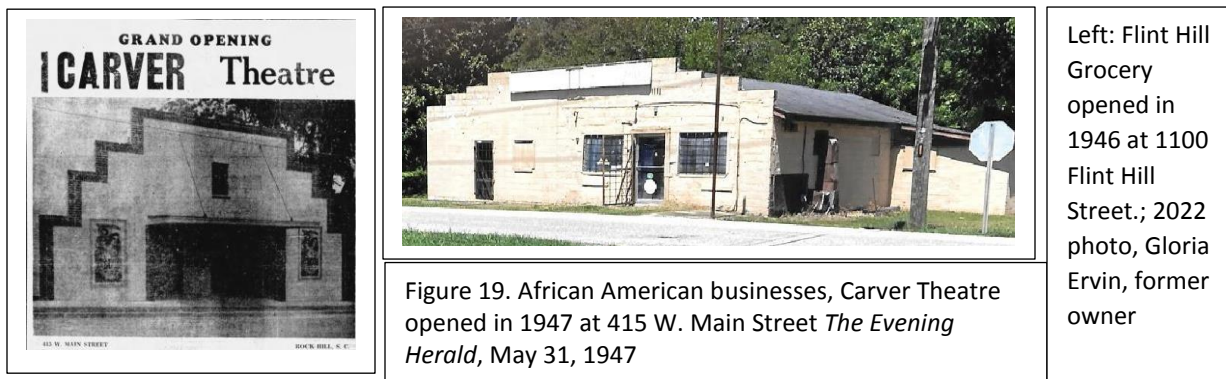 GRAND OPENING
CARVER Theatre
415 W. MAIN STREET ROCK HILL, S. C.
Figure 19. African American businesses, Carver Theatre
opened in 1947 at 415 W. Main Street The Evening
Herald, May 31, 1947
Left: Flint Hill
Grocery
opened in
1946 at 1100
Flint Hill
Street.; 2022
photo, Gloria
Ervin, former
owner